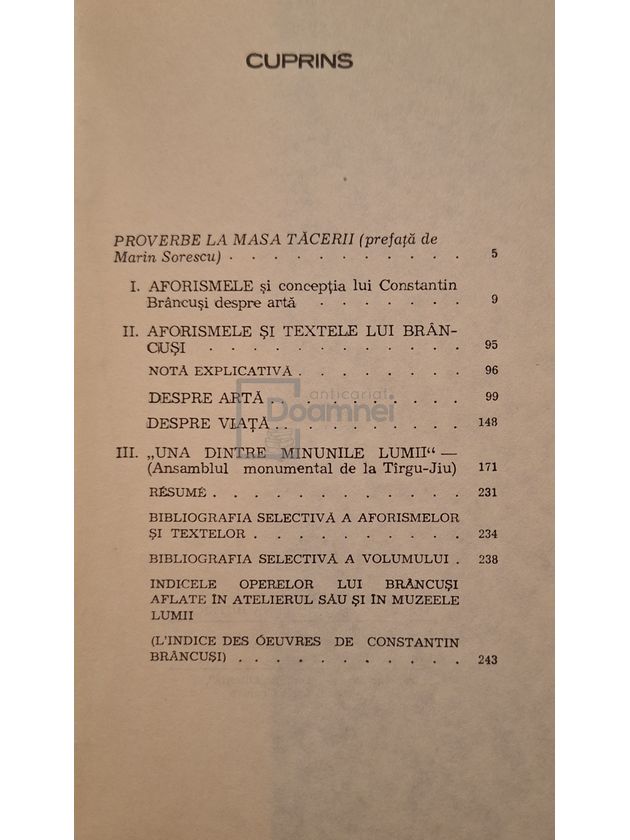 CUPRINS
PROVERBE LA MASA TĂCERII (prefață de
Marin Sorescu) . . . . . . . . . . . 5
I. AFORISMELE și concepția lui Constantin
Brâncuși despre artă . . . . . . . 9
II. AFORISMELE ȘI TEXTELE LUI BRÂN-
CUȘI . . . . . . . . . . . . 95
NOTĂ EXPLICATIVĂ . . . . . . . . 96
DESPRE ARTĂ . . . . . . . . . . 99
DESPRE VIAȚĂ . . . . . . . . . . 148
III. „UNA DINTRE MINUNILE LUMII“ —
(Ansamblul monumental de la Tîrgu-Jiu) 171
RÉSUMÉ . . . . . . . . . . . . 231
BIBLIOGRAFIA SELECTIVĂ A AFORISMELOR
ȘI TEXTELOR . . . . . . . . . . 234
BIBLIOGRAFIA SELECTIVĂ A VOLUMULUI . 238
INDICELE OPERELOR LUI BRÂNCUȘI
AFLATE ÎN ATELIERUL SĂU ȘI ÎN MUZEELE
LUMII
(L'INDICE DES ÓEUVRES DE CONSTANTIN
BRÂNCUȘI) . . . . . . . . . . . 243
anticariat
Doamnei